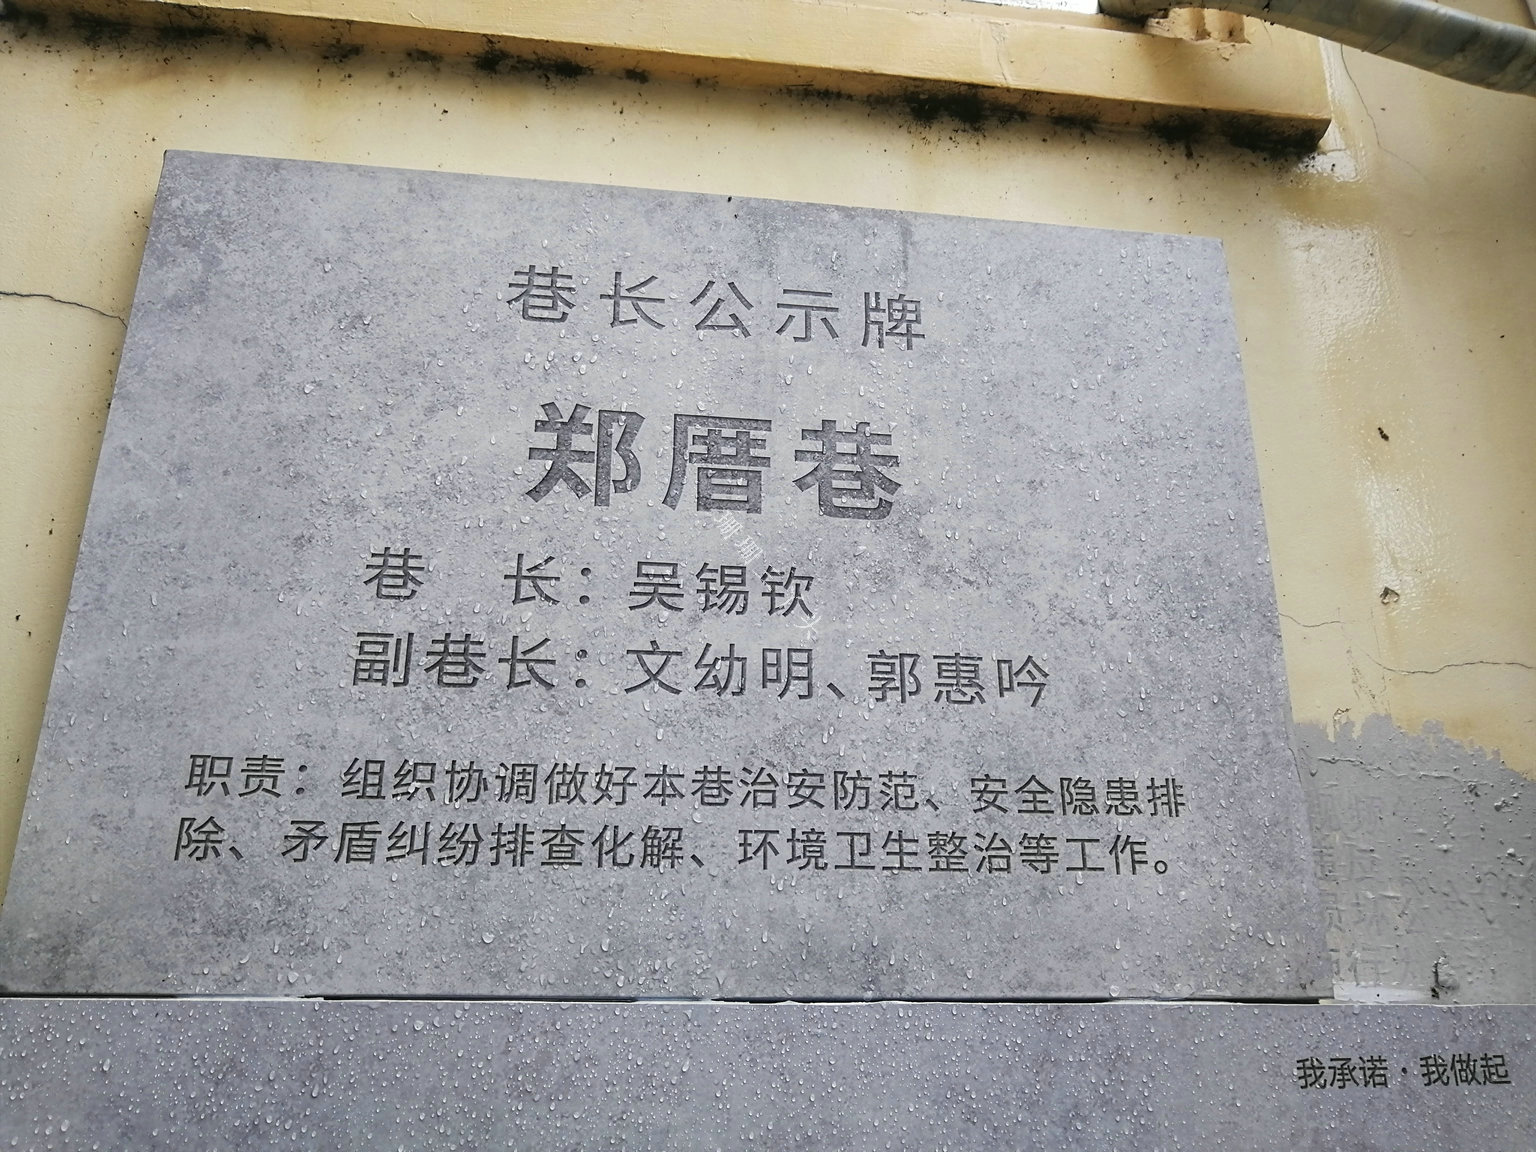 巷长公示牌
郑厝巷
巷 长：吴锡钦
副巷长：文幼明、郭惠吟
职责：组织协调做好本巷治安防范、安全隐患排
除、矛盾纠纷排查化解、环境卫生整治等工作。
我承诺·我做起